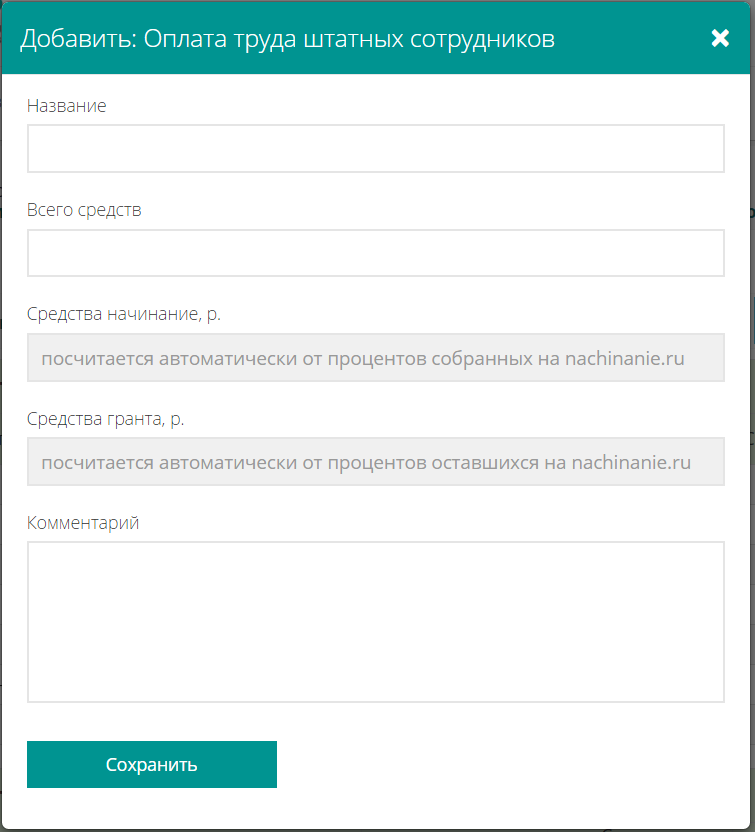 Добавить: Оплата труда штатных сотрудников
Название
Всего средств
Средства начинание, р.
посчитается автоматически от процентов собранных на nachinanie.ru
Средства гранта, р.
посчитается автоматически от процентов оставшихся на nachinanie.ru
Комментарий
Сохранить